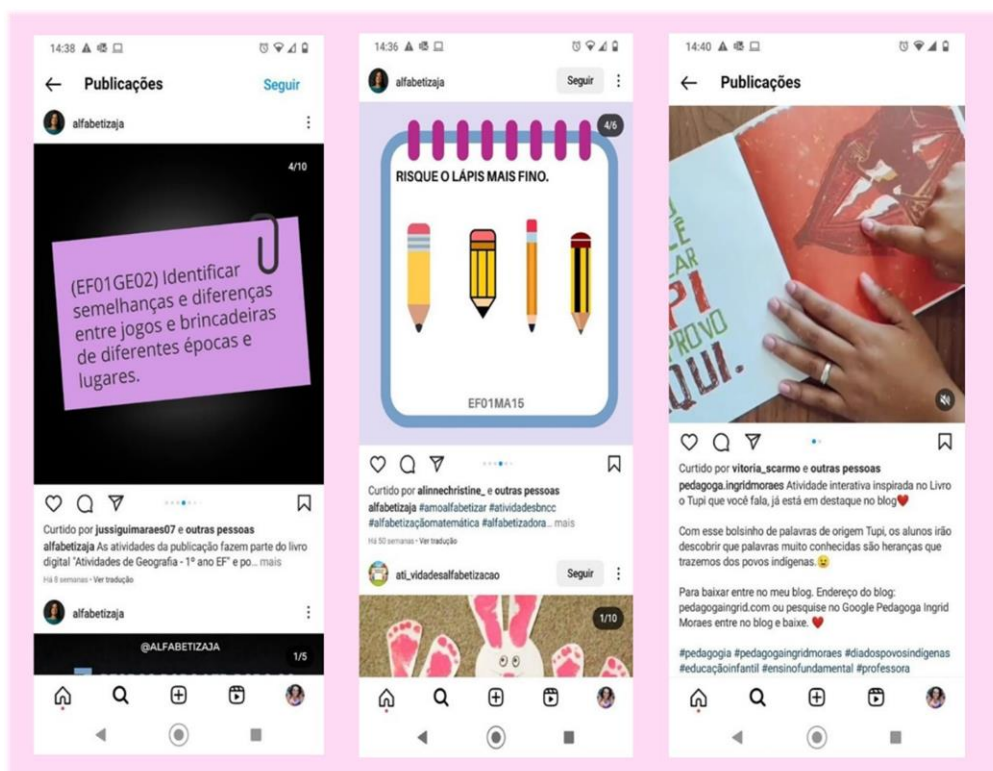 14:38
Publicações
Seguir
alfabetizaja
4/10
(EF01GE02) Identificar
semelhanças e diferenças
entre jogos e brincadeiras
de diferentes épocas e
lugares.
Curtido por jussiguimaraes07 e outras pessoas
alfabetizaja As atividades da publicação fazem parte do livro
digital "Atividades de Geografia - 1º ano EF" e po... mais
Há 6 semanas • Ver tradução
alfabetizaja
@ALFABETIZAJA
1/5
14:36
alfabetizaja
Seguir
4/6
RISQUE O LÁPIS MAIS FINO.
EF01MA15
Curtido por alinnechristine_ e outras pessoas
alfabetizaja #amoalfabetizar #atividadesbncc
#alfabetizaçãomatemática #alfabetizadora... mais
Há 50 semanas • Ver tradução
ati_vidadesalfabetizacao
Seguir
1/10
14:40
Publicações
PI
PROVO
AQUI.
Curtido por vitoria_scarmo e outras pessoas
pedagoga.ingridmoraes Atividade interativa inspirada no Livro
o Tupi que você fala, já está em destaque no blog❤️
Com esse bolsinho de palavras de origem Tupi, os alunos irão
descobrir que palavras muito conhecidas são heranças que
trazemos dos povos indígenas.😉
Para baixar entre no meu blog. Endereço do blog:
pedagogaingrid.com ou pesquise no Google Pedagoga Ingrid
Moraes entre no blog e baixe. ❤️
#pedagogia #pedagogaingridmoraes #diadospovosindígenas
#educaçãoinfantil #ensinofundamental #professora